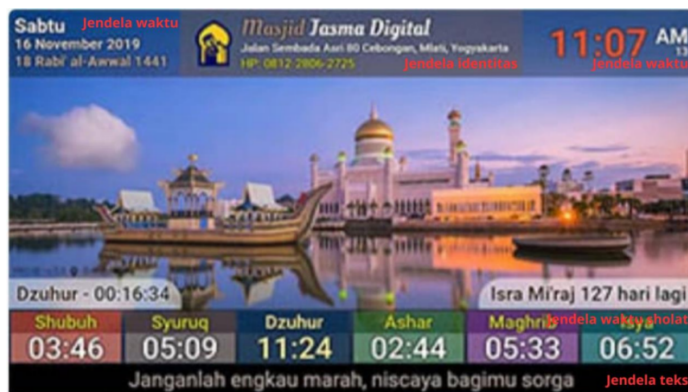 Sabtu Jendela waktu
16 November 2019
18 Rabi' al-Awwal 1441
Masjid Jasma Digital
Jalan Sembada Asri 80 Cebongan, Mlati, Yogyakarta
HP: 0812-2806-2725 Jendela identitas
11:07 AM
13
Jendela waktu
Dzuhur - 00:16:34
Isra Mi'raj 127 hari lagi
Jendela waktu sholat
Shubuh Syuruq Dzuhur Ashar Maghrib Isya
03:46 05:09 11:24 02:44 05:33 06:52
Janganlah engkau marah, niscaya bagimu sorga Jendela teks